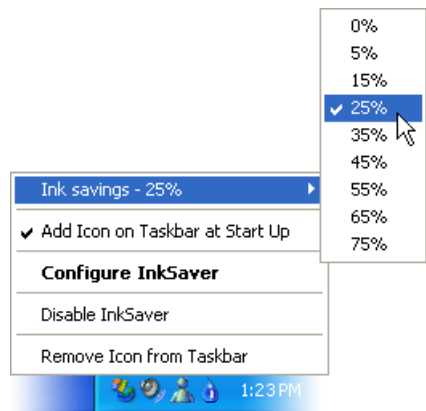 0%
5%
15%
25%
35%
45%
55%
65%
75%
Ink savings - 25%
Add Icon on Taskbar at Start Up
Configure InkSaver
Disable InkSaver
Remove Icon from Taskbar
1:23 PM